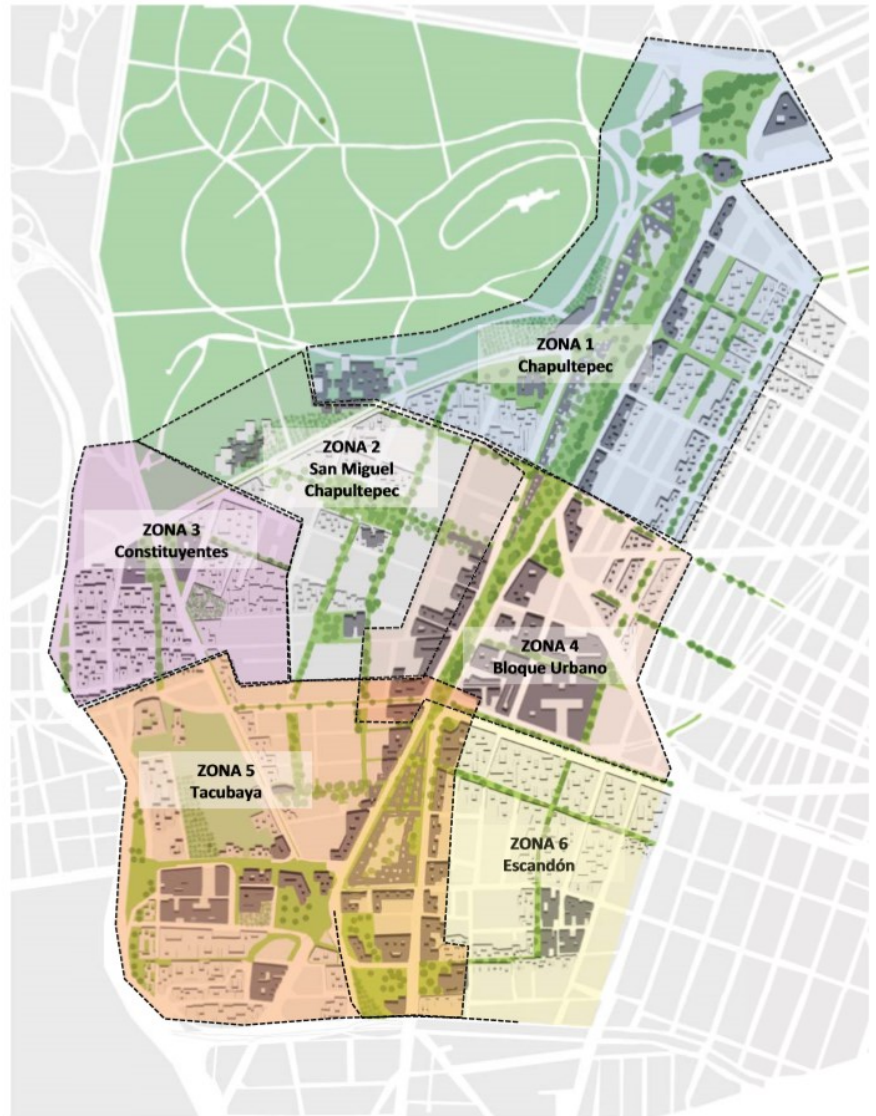 ZONA 1
Chapultepec
ZONA 2
San Miguel
Chapultepec
ZONA 3
Constituyentes
ZONA 4
Bloque Urbano
ZONA 5
Tacubaya
ZONA 6
Escandón